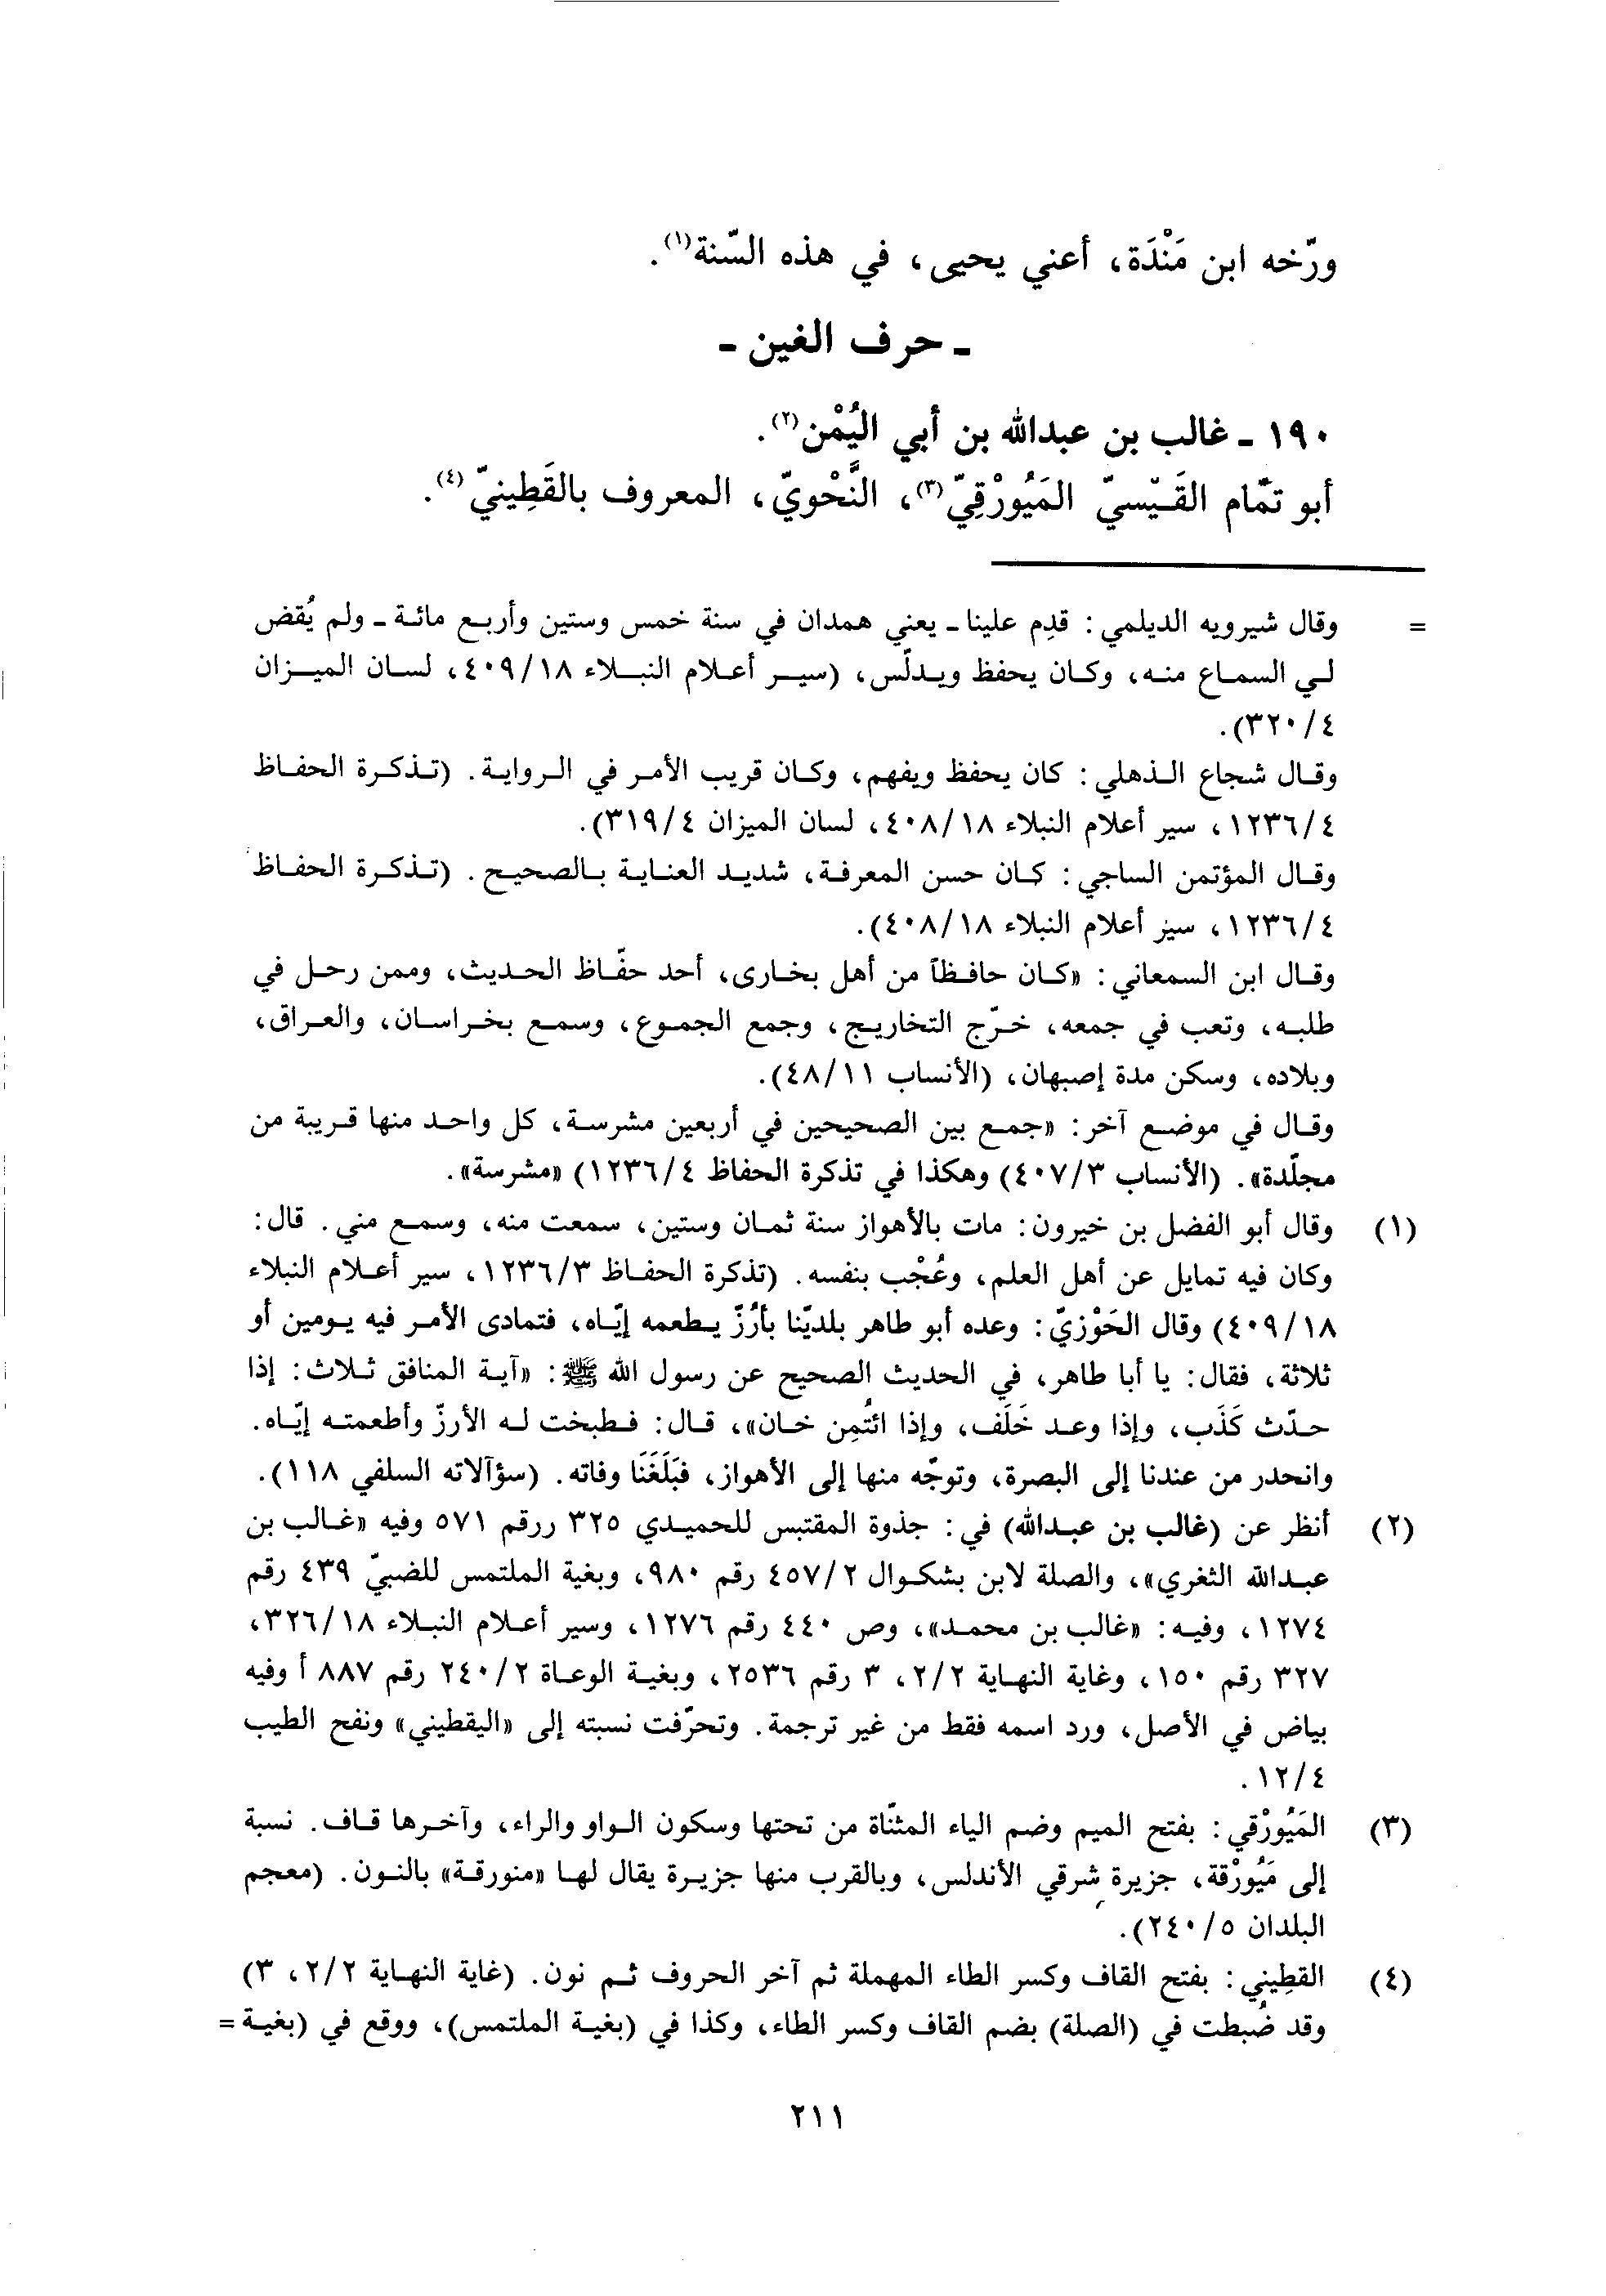 ورّخه ابن مَنْدَة، أعني يحيى، في هذه السّنة(١).
ـ حرف الغين ـ
١٩٠ ـ غالب بن عبدالله بن أبي اليُمْن(٢).
أبو تمّام القَيْسيّ المَيُورْقِيّ(٣)، النَّحْويّ، المعروف بالقَطِينيّ(٤).
= وقال شيرويه الديلمي: قدِم علينا ـ يعني همدان في سنة خمس وستين وأربع مائة ـ ولم يُقض
لي السماع منه، وكان يحفظ ويدلّس، (سير أعلام النبلاء ٤٠٩/١٨، لسان الميزان
٣٢٠/٤).
وقال شجاع الذهلي: كان يحفظ ويفهم، وكان قريب الأمر في الرواية. (تذكرة الحفاظ
١٢٣٦/٤، سير أعلام النبلاء ٤٠٨/١٨، لسان الميزان ٣١٩/٤).
وقال المؤتمن الساجي: كان حسن المعرفة، شديد العناية بالصحيح. (تذكرة الحفاظ
١٢٣٦/٤، سيز أعلام النبلاء ٤٠٨/١٨).
وقال ابن السمعاني: «كان حافظاً من أهل بخارى، أحد حفّاظ الحديث، وممن رحل في
طلبه، وتعب في جمعه، خرّج التخاريج، وجمع الجموع، وسمع بخراسان، والعراق،
وبلاده، وسكن مدة إصبهان، (الأنساب ٤٨/١١).
وقال في موضع آخر: «جمع بين الصحيحين في أربعين مشرسة، كل واحد منها قريبة من
مجلّدة». (الأنساب ٤٠٧/٣) وهكذا في تذكرة الحفاظ ١٢٣٦/٤) «مشرسة».
(١) وقال أبو الفضل بن خيرون: مات بالأهواز سنة ثمان وستين، سمعت منه، وسمع مني. قال:
وكان فيه تمايل عن أهل العلم، وعُجْب بنفسه. (تذكرة الحفاظ ١٢٣٦/٣، سير أعلام النبلاء
٤٠٩/١٨) وقال الحَوْزيّ: وعده أبو طاهر بلديّنا بأرُزّ يطعمه إيّاه، فتمادى الأمر فيه يومين أو
ثلاثة، فقال: يا أبا طاهر، في الحديث الصحيح عن رسول الله ﷺ: «آية المنافق ثلاث: إذا
حدّث كَذَب، وإذا وعد خَلَف، وإذا ائتُمِن خان»، قال: فطبخت له الأرزّ وأطعمته إيّاه.
وانحدر من عندنا إلى البصرة، وتوجّه منها إلى الأهواز، فبَلَغَنَا وفاته. (سؤآلاته السلفي ١١٨).
(٢) أنظر عن (غالب بن عبدالله) في: جذوة المقتبس للحميدي ٣٢٥ ررقم ٥٧١ وفيه «غالب بن
عبدالله الثغري»، والصلة لابن بشكوال ٤٥٧/٢ رقم ٩٨٠، وبغية الملتمس للضبيّ ٤٣٩ رقم
١٢٧٤، وفيه: «غالب بن محمد»، وص ٤٤٠ رقم ١٢٧٦، وسير أعلام النبلاء ٣٢٦/١٨،
٣٢٧ رقم ١٥٠، وغاية النهاية ٢/٢، ٣ رقم ٢٥٣٦، وبغية الوعاة ٢٤٠/٢ رقم ٨٨٧ أ وفيه
بياض في الأصل، ورد اسمه فقط من غير ترجمة. وتحرّفت نسبته إلى «اليقطيني» ونفح الطيب
١٢/٤.
(٣) المَيُورْقي: بفتح الميم وضم الياء المثنّاة من تحتها وسكون الواو والراء، وآخرها قاف. نسبة
إلى مَيُورْقة، جزيرة شرقي الأندلس، وبالقرب منها جزيرة يقال لها «منورقة» بالنون. (معجم
البلدان ٢٤٠/٥).
(٤) القطِيني: بفتح القاف وكسر الطاء المهملة ثم آخر الحروف ثم نون. (غاية النهاية ٢/٢، ٣)
وقد ضُبطت في (الصلة) بضم القاف وكسر الطاء، وكذا في (بغية الملتمس)، ووقع في (بغية =
٢١١